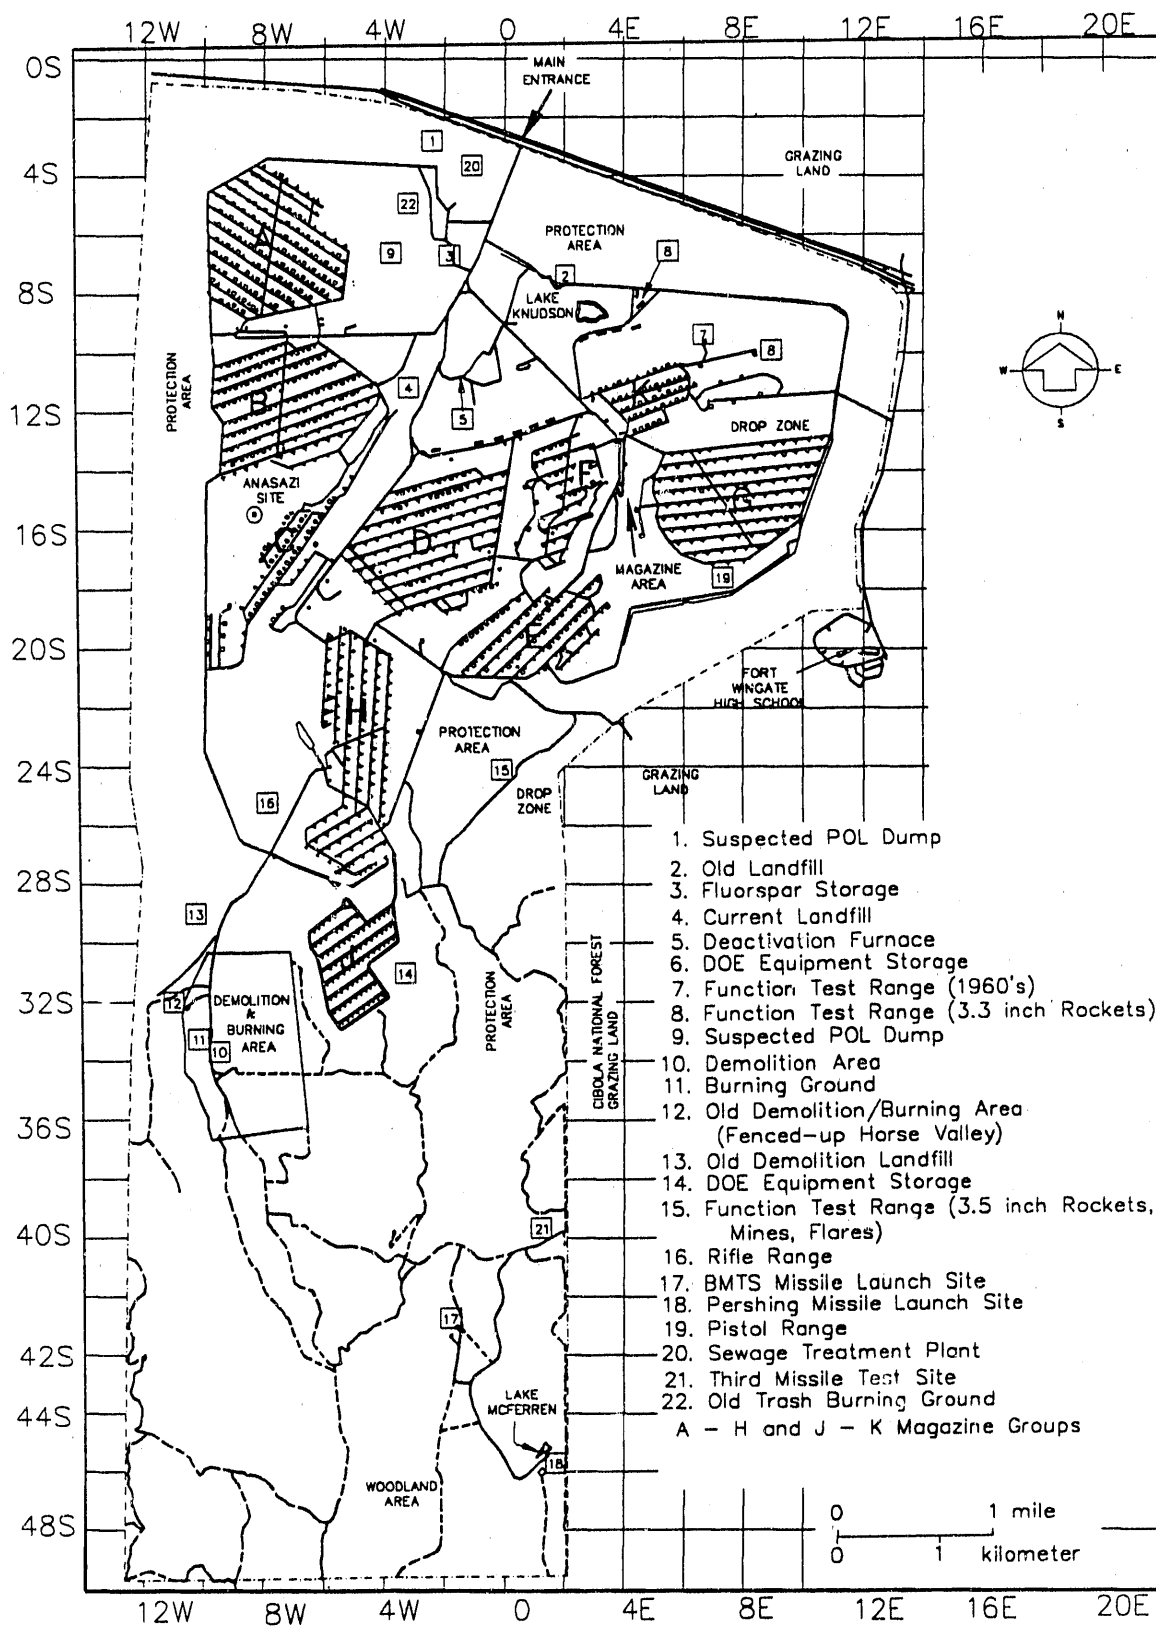 12W 8W 4W 0 4E 8E 12E 16E 20E
0S
MAIN
ENTRANCE
1
20
GRAZING
LAND
4S
22
PROTECTION
AREA
A
9
3
8
2
8S
LAKE
KNUDSON
N
W E
S
7
8
PROTECTION
AREA
4
B
5
12S
DROP ZONE
F
ANASAZI
SITE
G
16S
D
MAGAZINE
AREA
19
20S
FORT
WINGATE
HIGH SCHOOL
H
PROTECTION
AREA
15
24S
GRAZING
LAND
DROP
ZONE
16
28S
13
14
32S
12
DEMOLITION
&
BURNING
AREA
PROTECTION
AREA
11
10
CIBOLA NATIONAL FOREST
GRAZING LAND
36S
40S
21
17
42S
LAKE
MCFERREN
44S
18
WOODLAND
AREA
48S
1. Suspected POL Dump
2. Old Landfill
3. Fluorspar Storage
4. Current Landfill
5. Deactivation Furnace
6. DOE Equipment Storage
7. Function Test Range (1960's)
8. Function Test Range (3.3 inch Rockets)
9. Suspected POL Dump
10. Demolition Area
11. Burning Ground
12. Old Demolition/Burning Area
(Fenced-up Horse Valley)
13. Old Demolition Landfill
14. DOE Equipment Storage
15. Function Test Range (3.5 inch Rockets,
Mines, Flares)
16. Rifle Range
17. BMTS Missile Launch Site
18. Pershing Missile Launch Site
19. Pistol Range
20. Sewage Treatment Plant
21. Third Missile Test Site
22. Old Trash Burning Ground
A – H and J – K Magazine Groups
0 1 mile
0 1 kilometer
12W 8W 4W 0 4E 8E 12E 16E 20E